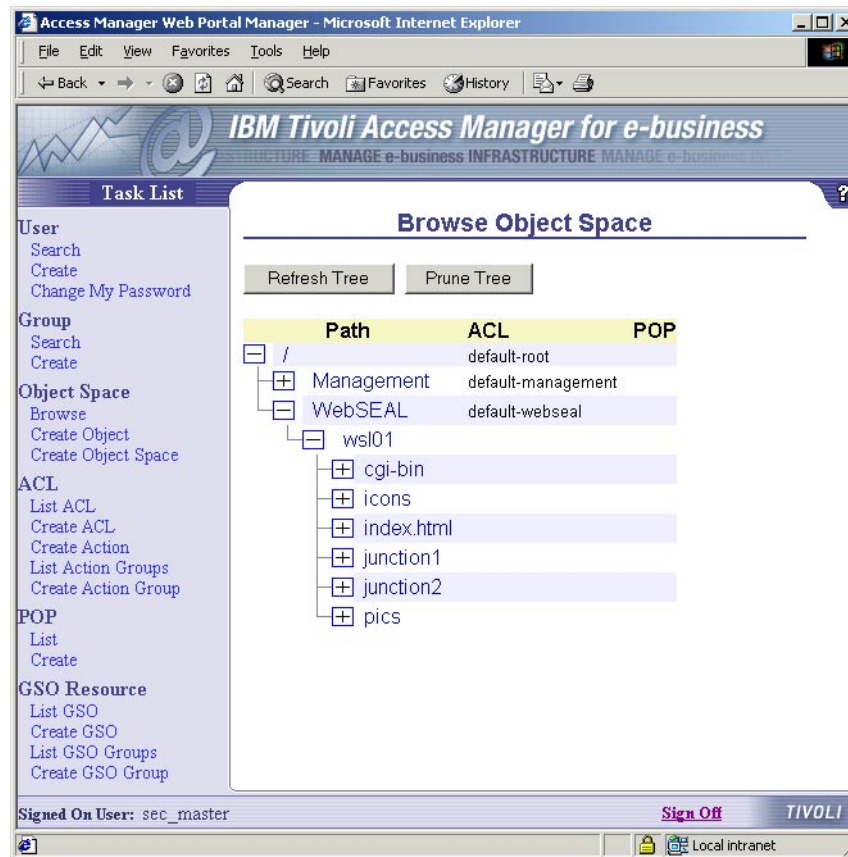 Access Manager Web Portal Manager - Microsoft Internet Explorer
File Edit View Favorites Tools Help
Back Search Favorites History
IBM Tivoli Access Manager for e-business
STRUCTURE MANAGE e-business INFRASTRUCTURE MANAGE e-business
Task List
?
Browse Object Space
User
Search
Create
Change My Password
Group
Search
Create
Object Space
Browse
Create Object
Create Object Space
ACL
List ACL
Create ACL
Create Action
List Action Groups
Create Action Group
POP
List
Create
GSO Resource
List GSO
Create GSO
List GSO Groups
Create GSO Group
Refresh Tree Prune Tree
Path ACL POP
/ default-root
Management default-management
WebSEAL default-webseal
wsl01
cgi-bin
icons
index.html
junction1
junction2
pics
Signed On User: sec_master Sign Off TIVOLI
Local intranet